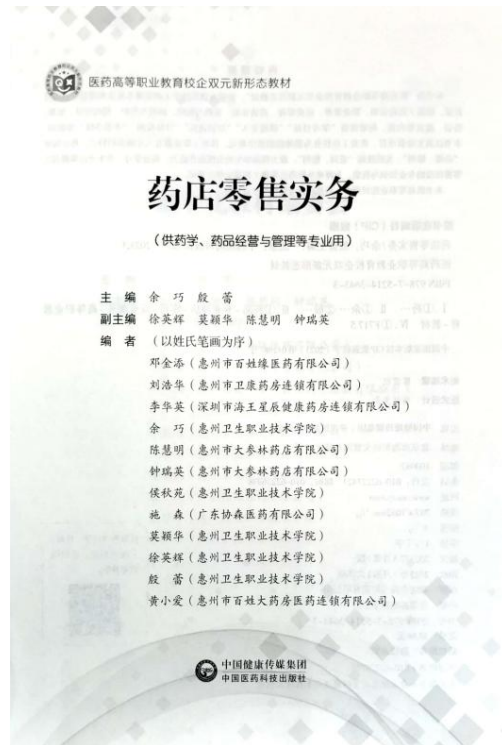 医药高等职业教育校企双元新形态教材
药店零售实务
（供药学、药品经营与管理等专业用）
主 编 余 巧 殷 蕾
副主编 徐英辉 莫颖华 陈慧明 钟瑞英
编 者 （以姓氏笔画为序）
邓金添（惠州市百姓缘医药有限公司）
刘浩华（惠州市卫康药房连锁有限公司）
李华英（深圳市海王星辰健康药房连锁有限公司）
余 巧（惠州卫生职业技术学院）
陈慧明（惠州市大参林药店有限公司）
钟瑞英（惠州市大参林药店有限公司）
侯秋苑（惠州卫生职业技术学院）
施 森（广东协森医药有限公司）
莫颖华（惠州卫生职业技术学院）
徐英辉（惠州卫生职业技术学院）
殷 蕾（惠州卫生职业技术学院）
黄小爱（惠州市百姓大药房医药连锁有限公司）
中国健康传媒集团
中国医药科技出版社